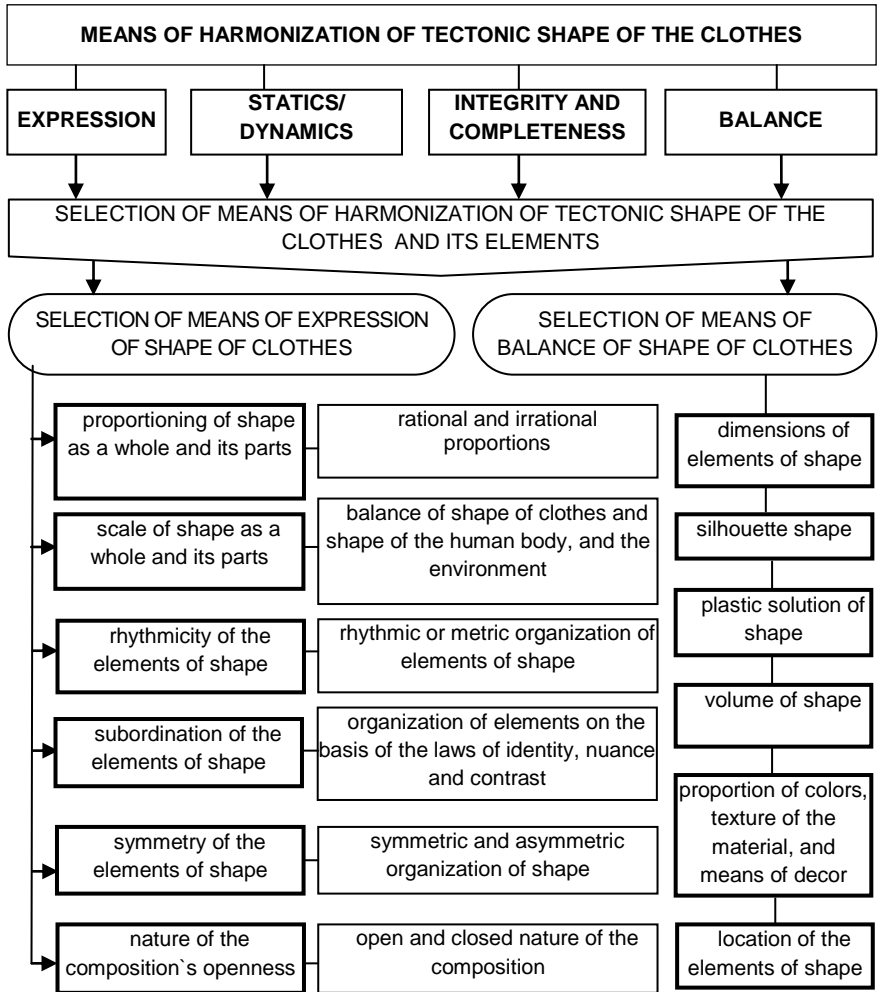 MEANS OF HARMONIZATION OF TECTONIC SHAPE OF THE CLOTHES
EXPRESSION
STATICS/
DYNAMICS
INTEGRITY AND
COMPLETENESS
BALANCE
SELECTION OF MEANS OF HARMONIZATION OF TECTONIC SHAPE OF THE
CLOTHES AND ITS ELEMENTS
SELECTION OF MEANS OF EXPRESSION
OF SHAPE OF CLOTHES
SELECTION OF MEANS OF
BALANCE OF SHAPE OF CLOTHES
proportioning of shape
as a whole and its parts
rational and irrational
proportions
scale of shape as a
whole and its parts
balance of shape of clothes and
shape of the human body, and the
environment
rhythmicity of the
elements of shape
rhythmic or metric organization of
elements of shape
subordination of the
elements of shape
organization of elements on the
basis of the laws of identity, nuance
and contrast
symmetry of the
elements of shape
symmetric and asymmetric
organization of shape
nature of the
composition`s openness
open and closed nature of the
composition
dimensions of
elements of shape
silhouette shape
plastic solution of
shape
volume of shape
proportion of colors,
texture of the
material, and
means of decor
location of the
elements of shape